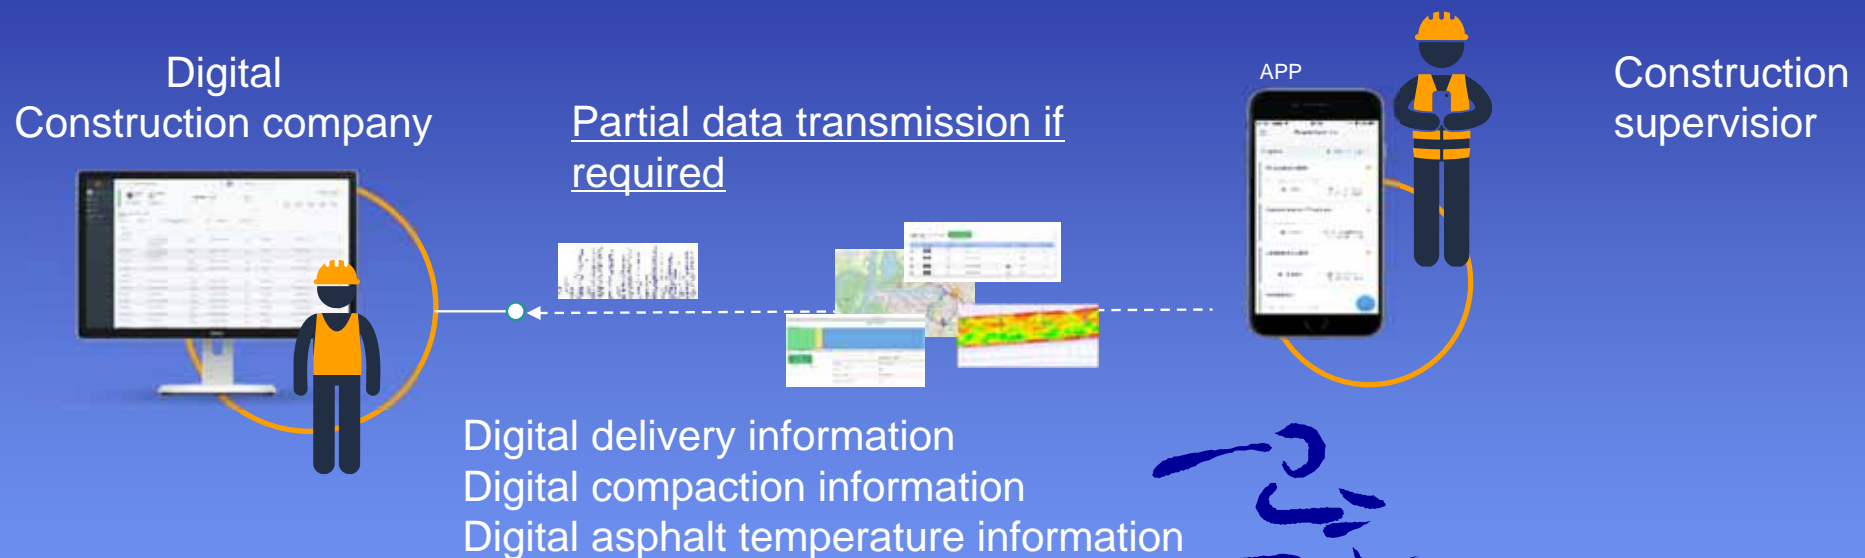 Digital
Construction company
Partial data transmission if
required
APP
Construction
supervisior
Digital delivery information
Digital compaction information
Digital asphalt temperature information